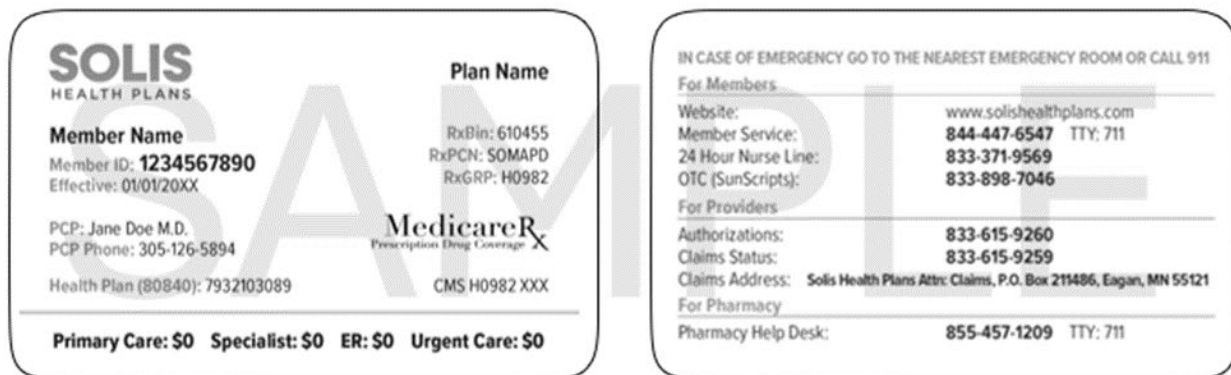 SOLIS
HEALTH PLANS
Plan Name
Member Name
Member ID: 1234567890
Effective: 01/01/20XX
RxBin: 610455
RxPCN: SOMAPD
RxGRP: H0982
PCP: Jane Doe M.D.
PCP Phone: 305-126-5894
MedicareRx
Prescription Drug Coverage
Health Plan (80840): 7932103089
CMS H0982 XXX
Primary Care: $0 Specialist: $0 ER: $0 Urgent Care: $0
IN CASE OF EMERGENCY GO TO THE NEAREST EMERGENCY ROOM OR CALL 911
For Members
Website: www.solishealthplans.com
Member Service: 844-447-6547 TTY: 711
24 Hour Nurse Line: 833-371-9569
OTC (SunScripts): 833-898-7046
For Providers
Authorizations: 833-615-9260
Claims Status: 833-615-9259
Claims Address: Solis Health Plans Attn: Claims, P.O. Box 211486, Eagan, MN 55121
For Pharmacy
Pharmacy Help Desk: 855-457-1209 TTY: 711
SAMPLE